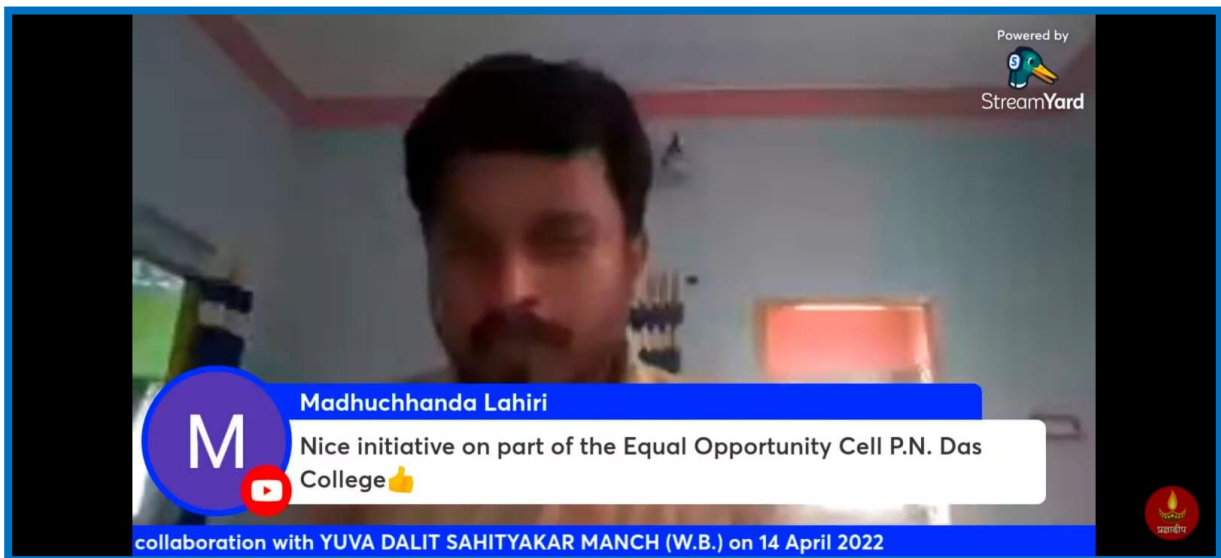 Powered by
StreamYard
Madhuchhanda Lahiri
M
Nice initiative on part of the Equal Opportunity Cell P.N. Das
College👍
collaboration with YUVA DALIT SAHITYAKAR MANCH (W.B.) on 14 April 2022
प्रज्ञादीप